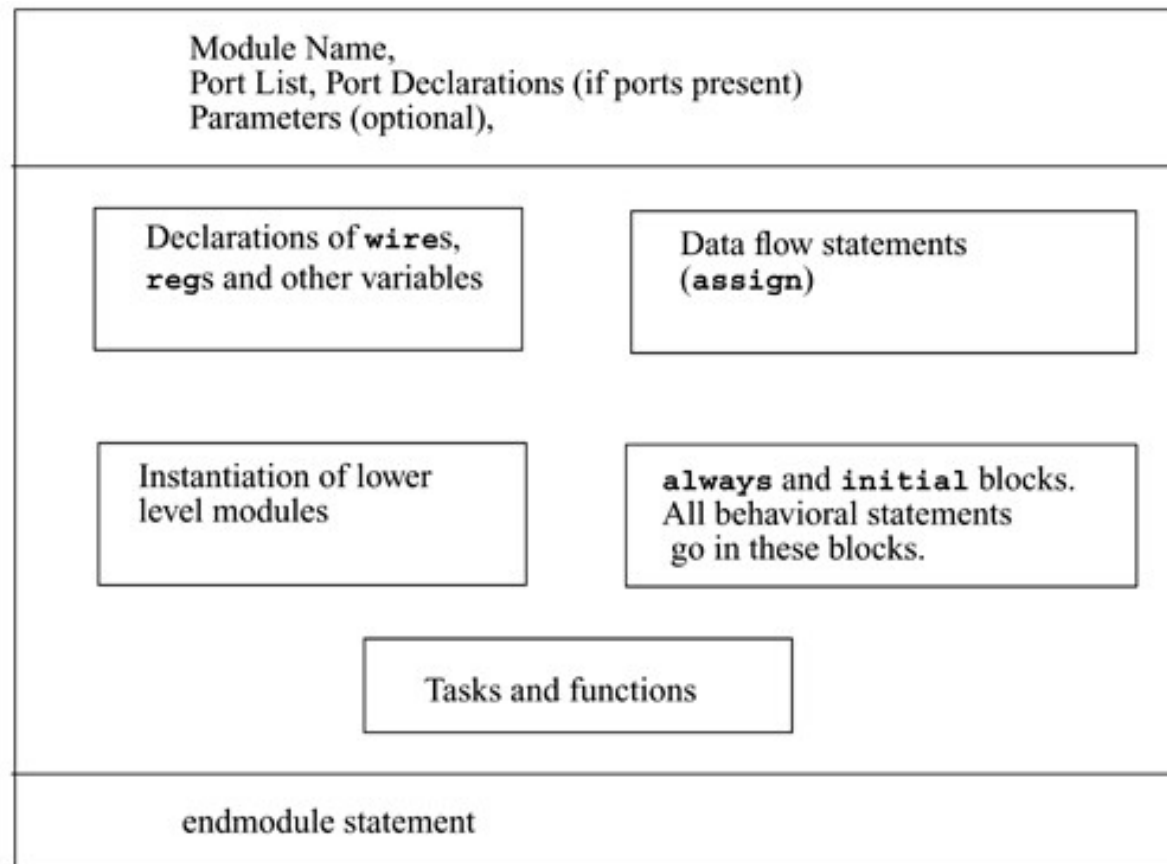 Module Name,
Port List, Port Declarations (if ports present)
Parameters (optional),
Declarations of wires,
regs and other variables
Data flow statements
(assign)
Instantiation of lower
level modules
always and initial blocks.
All behavioral statements
go in these blocks.
Tasks and functions
endmodule statement